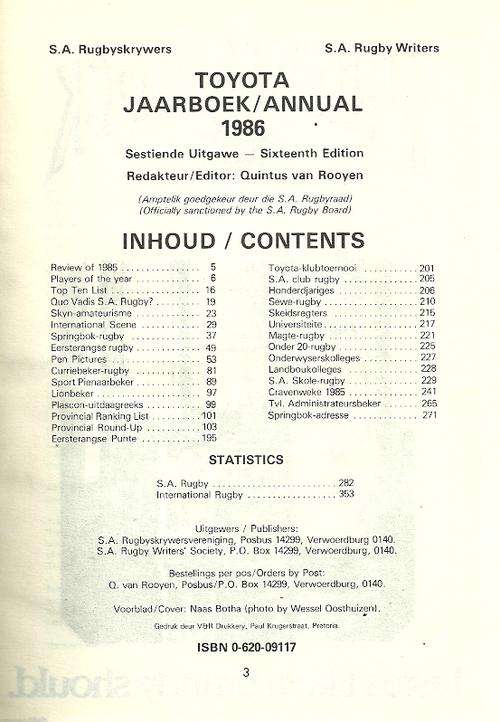 S.A. Rugbyskrywers S.A. Rugby Writers
TOYOTA
JAARBOEK/ANNUAL
1986
Sestiende Uitgawe — Sixteenth Edition
Redakteur/Editor: Quintus van Rooyen
(Amptelik goedgekeur deur die S.A. Rugbyraad)
(Officially sanctioned by the S.A. Rugby Board)
INHOUD / CONTENTS
Review of 1985 ............... 5
Players of the year ............ 6
Top Ten List ................. 16
Quo Vadis S.A. Rugby? ......... 19
Skyn-amateurisme ............ 23
International Scene ........... 29
Springbok-rugby ............. 37
Eersterangse rugby ........... 49
Pen Pictures ................ 53
Curriebeker-rugby ............ 81
Sport Pienaarbeker ........... 89
Lionbeker .................. 97
Plascon-uitdaagreeks .......... 99
Provincial Ranking List ......... 101
Provincial Round-Up .......... 103
Eersterangse Punte ........... 195
Toyota-klubtoernooi .......... 201
S.A. club rugby .............. 205
Honderdjariges .............. 206
Sewe-rugby ................. 210
Skeidsregters ............... 215
Universiteite ................ 217
Magte-rugby ................ 221
Onder 20-rugby .............. 225
Onderwyserskolleges .......... 227
Landboukolleges ............. 228
S.A. Skole-rugby ............. 229
Cravenweke 1985 ............. 241
Tvl. Administrateursbeker ....... 265
Springbok-adresse ............ 271
STATISTICS
S.A. Rugby ......................... 282
International Rugby ................. 353
Uitgewers / Publishers:
S.A. Rugbyskrywersvereniging, Posbus 14299, Verwoerdburg 0140.
S.A. Rugby Writers' Society, P.O. Box 14299, Verwoerdburg, 0140.
Bestellings per pos/Orders by Post:
Q. van Rooyen, Posbus/P.O. Box 14299, Verwoerdburg, 0140.
Voorblad/Cover: Naas Botha (photo by Wessel Oosthuizen).
Gedruk deur V&R Drukkery, Paul Krugerstraat, Pretoria.
ISBN 0-620-09117
3